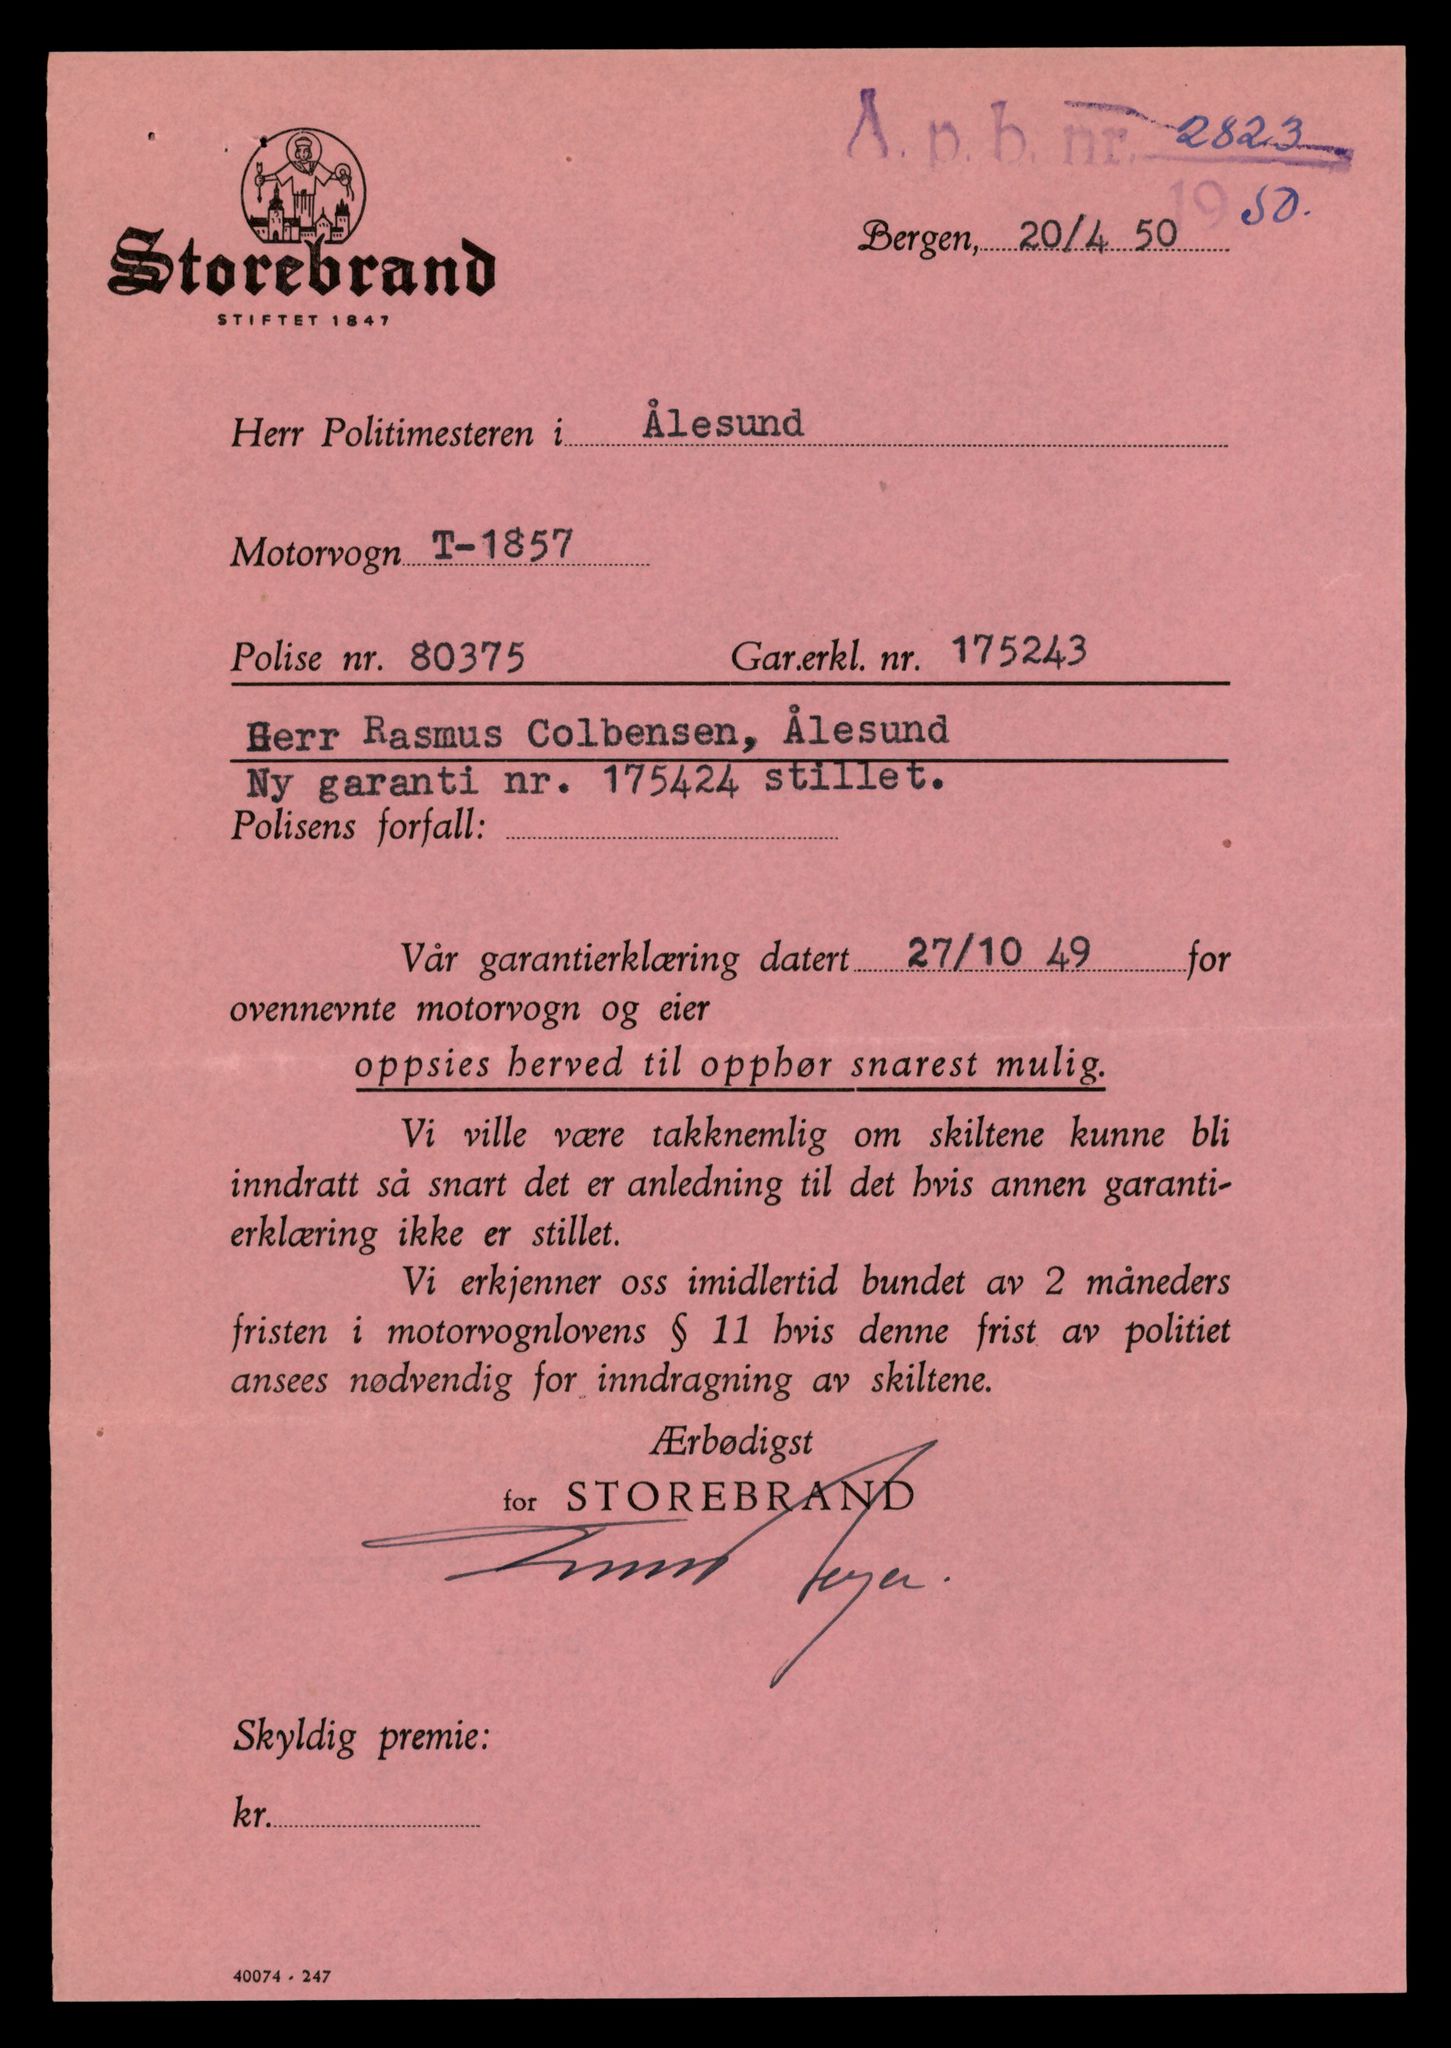 A. p. b. nr. 2823
1950.
Storebrand
STIFTET 1847
Bergen, 20/4 50
Herr Politimesteren i Ålesund
Motorvogn T-1857
Polise nr. 80375 Gar.erkl. nr. 175243
Herr Rasmus Colbensen, Ålesund
Ny garanti nr. 175424 stillet.
Polisens forfall:
Vår garantierklæring datert 27/10 49 for
ovennevnte motorvogn og eier
oppsies herved til opphør snarest mulig.
Vi ville være takknemlig om skiltene kunne bli
inndratt så snart det er anledning til det hvis annen garanti-
erklæring ikke er stillet.
Vi erkjenner oss imidlertid bundet av 2 måneders
fristen i motorvognlovens § 11 hvis denne frist av politiet
ansees nødvendig for inndragning av skiltene.
Ærbødigst
for STOREBRAND
Skyldig premie:
kr.
40074 - 247